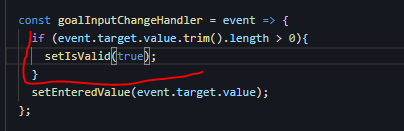 const goalInputChangeHandler = event => {
if (event.target.value.trim().length > 0){
setIsValid(true);
}
setEnteredValue(event.target.value);
};